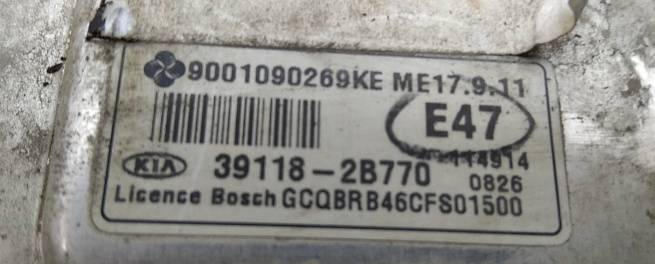 9001090269KE ME17.9.11
E47
114914
KIA 39118-2B770 0826
Licence Bosch GCQBRB46CFS01500